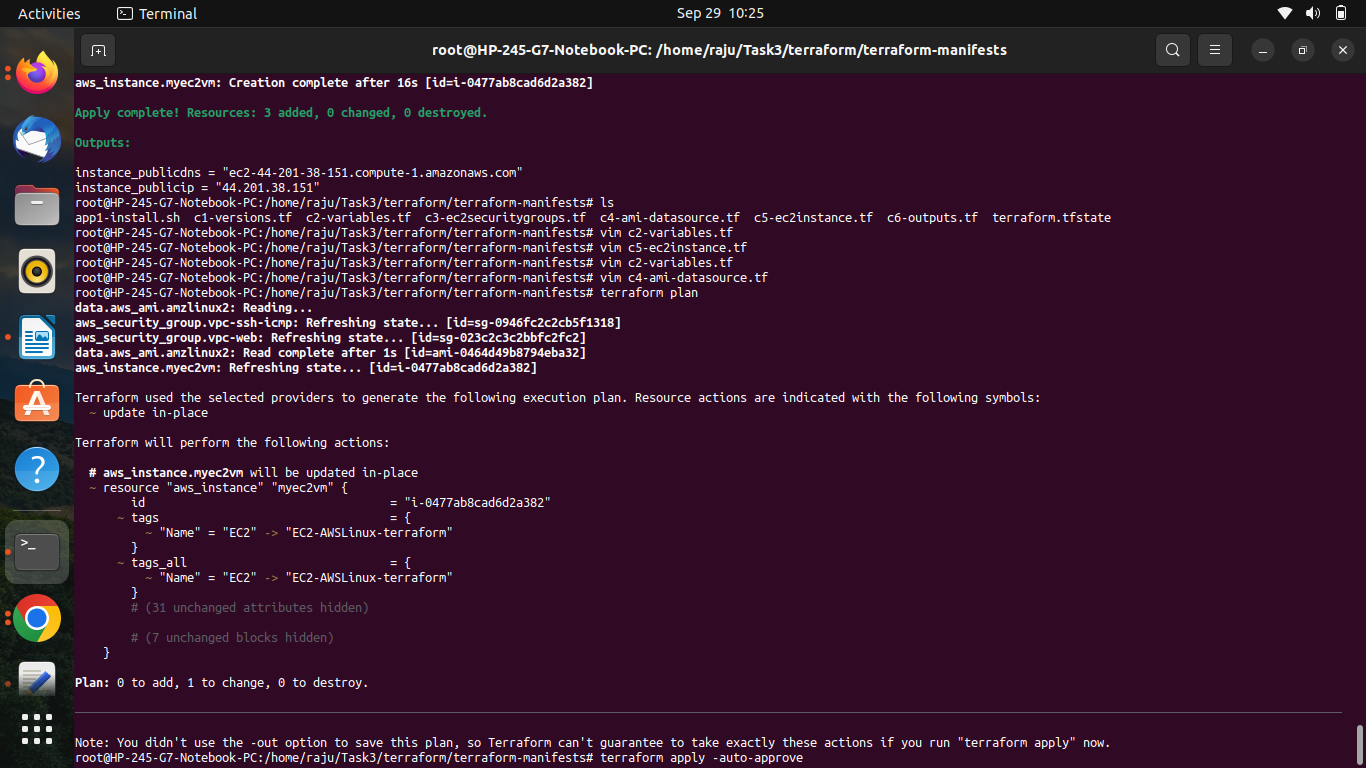 Activities
Terminal
Sep 29 10:25
root@HP-245-G7-Notebook-PC: /home/raju/Task3/terraform/terraform-manifests
aws_instance.myec2vm: Creation complete after 16s [id=i-0477ab8cad6d2a382]
Apply complete! Resources: 3 added, 0 changed, 0 destroyed.
Outputs:
instance_publicdns = "ec2-44-201-38-151.compute-1.amazonaws.com"
instance_publicip = "44.201.38.151"
root@HP-245-G7-Notebook-PC:/home/raju/Task3/terraform/terraform-manifests# ls
app1-install.sh  c1-versions.tf  c2-variables.tf  c3-ec2securitygroups.tf  c4-ami-datasource.tf  c5-ec2instance.tf  c6-outputs.tf  terraform.tfstate
root@HP-245-G7-Notebook-PC:/home/raju/Task3/terraform/terraform-manifests# vim c2-variables.tf
root@HP-245-G7-Notebook-PC:/home/raju/Task3/terraform/terraform-manifests# vim c5-ec2instance.tf
root@HP-245-G7-Notebook-PC:/home/raju/Task3/terraform/terraform-manifests# vim c2-variables.tf
root@HP-245-G7-Notebook-PC:/home/raju/Task3/terraform/terraform-manifests# vim c4-ami-datasource.tf
root@HP-245-G7-Notebook-PC:/home/raju/Task3/terraform/terraform-manifests# terraform plan
data.aws_ami.amzlinux2: Reading...
aws_security_group.vpc-ssh-icmp: Refreshing state... [id=sg-0946fc2c2cb5f1318]
aws_security_group.vpc-web: Refreshing state... [id=sg-023c2c3c2bbfc2fc2]
data.aws_ami.amzlinux2: Read complete after 1s [id=ami-0464d49b8794eba32]
aws_instance.myec2vm: Refreshing state... [id=i-0477ab8cad6d2a382]
Terraform used the selected providers to generate the following execution plan. Resource actions are indicated with the following symbols:
~ update in-place
Terraform will perform the following actions:
# aws_instance.myec2vm will be updated in-place
~ resource "aws_instance" "myec2vm" {
id = "i-0477ab8cad6d2a382"
~ tags = {
~ "Name" = "EC2" -> "EC2-AWSLinux-terraform"
}
~ tags_all = {
~ "Name" = "EC2" -> "EC2-AWSLinux-terraform"
}
# (31 unchanged attributes hidden)
# (7 unchanged blocks hidden)
}
Plan: 0 to add, 1 to change, 0 to destroy.
Note: You didn't use the -out option to save this plan, so Terraform can't guarantee to take exactly these actions if you run "terraform apply" now.
root@HP-245-G7-Notebook-PC:/home/raju/Task3/terraform/terraform-manifests# terraform apply -auto-approve